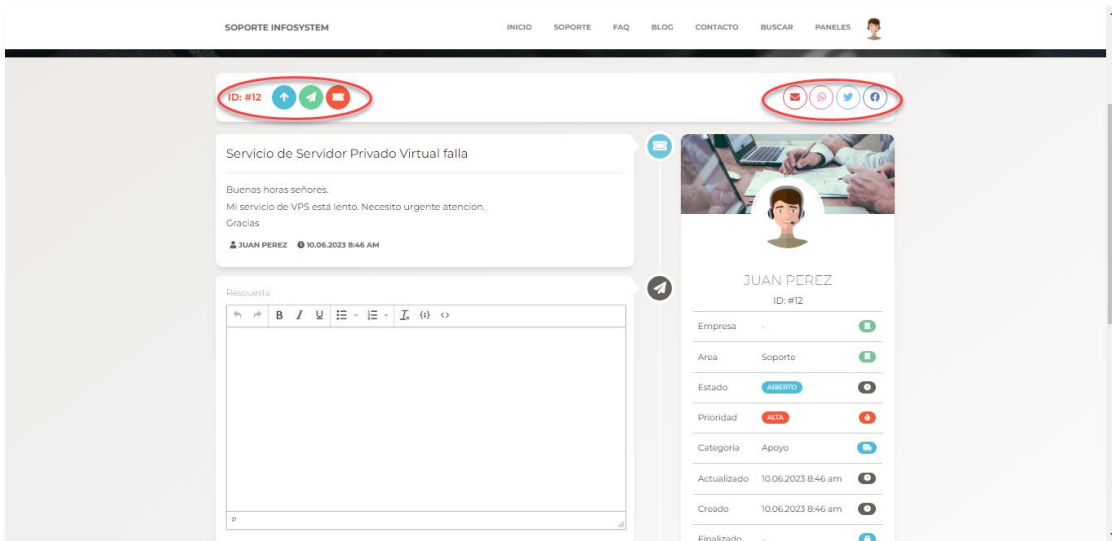 SOPORTE INFOSYSTEM
INICIO SOPORTE FAQ BLOG CONTACTO BUSCAR PANELES
ID: #12
Servicio de Servidor Privado Virtual falla
Buenas horas señores.
Mi servicio de VPS está lento. Necesito urgente atencion.
Gracias
JUAN PEREZ 10.06.2023 8:46 AM
Respuesta
P
JUAN PEREZ
ID: #12
Empresa -
Area Soporte
Estado ABIERTO
Prioridad ALTA
Categoria Apoyo
Actualizado 10.06.2023 8:46 am
Creado 10.06.2023 8:46 am
Finalizado -